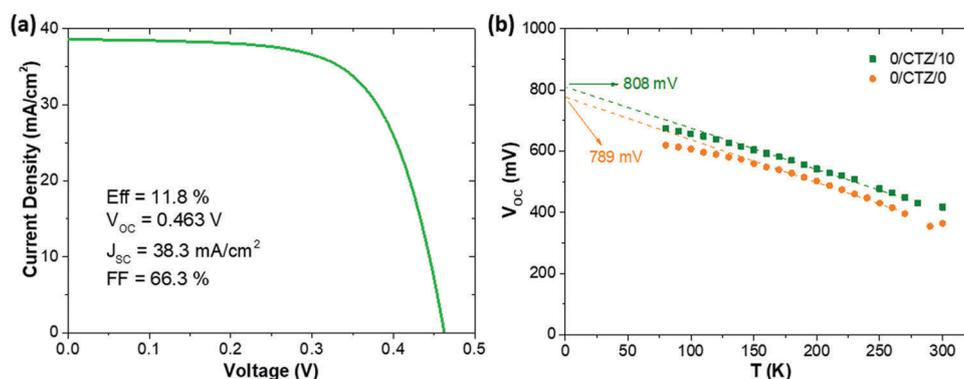 (a)
40
30
20
10
0
Current Density (mA/cm²)
Eff = 11.8 %
V_OC = 0.463 V
J_SC = 38.3 mA/cm²
FF = 66.3 %
0.0 0.1 0.2 0.3 0.4 0.5
Voltage (V)
(b)
1000
800
600
400
200
0
V_OC (mV)
0/CTZ/10
0/CTZ/0
808 mV
789 mV
0 50 100 150 200 250 300
T (K)